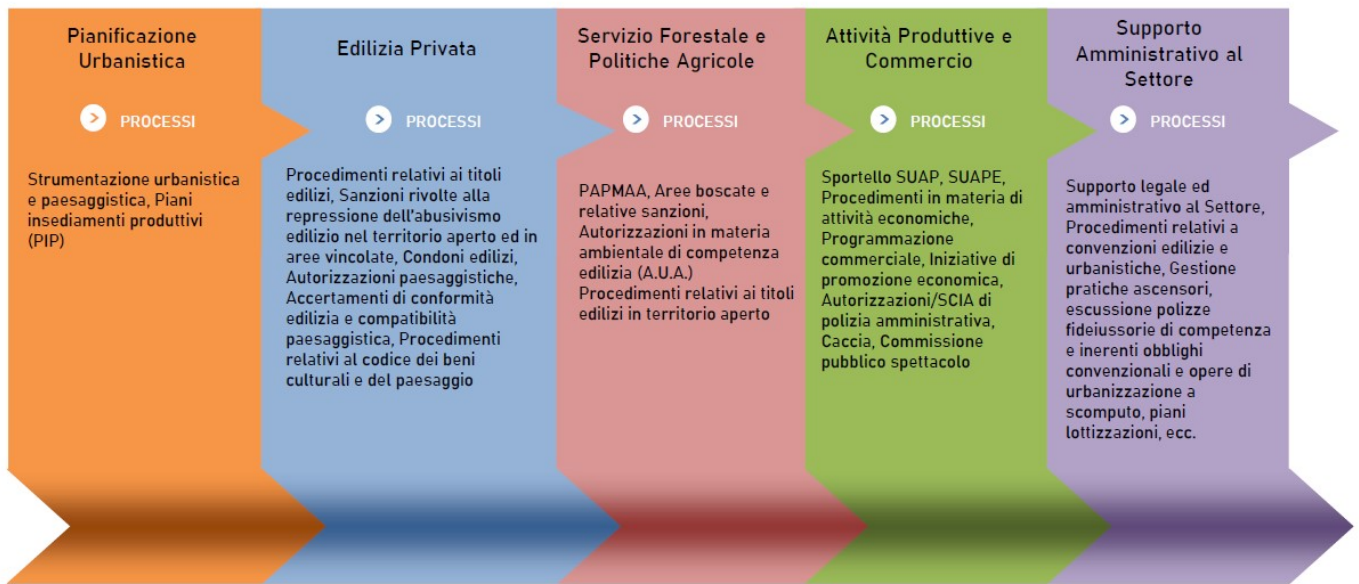 Pianificazione
Urbanistica
PROCESSI
Strumentazione urbanistica
e paesaggistica, Piani
insediamenti produttivi
(PIP)
Edilizia Privata
PROCESSI
Procedimenti relativi ai titoli
edilizi, Sanzioni rivolte alla
repressione dell'abusivismo
edilizio nel territorio aperto ed in
aree vincolate, Condoni edilizi,
Autorizzazioni paesaggistiche,
Accertamenti di conformità
edilizia e compatibilità
paesaggistica, Procedimenti
relativi al codice dei beni
culturali e del paesaggio
Servizio Forestale e
Politiche Agricole
PROCESSI
PAPMAA, Aree boscate e
relative sanzioni,
Autorizzazioni in materia
ambientale di competenza
edilizia (A.U.A.)
Procedimenti relativi ai titoli
edilizi in territorio aperto
Attività Produttive e
Commercio
PROCESSI
Sportello SUAP, SUAPE,
Procedimenti in materia di
attività economiche,
Programmazione
commerciale, Iniziative di
promozione economica,
Autorizzazioni/SCIA di
polizia amministrativa,
Caccia, Commissione
pubblico spettacolo
Supporto
Amministrativo al
Settore
PROCESSI
Supporto legale ed
amministrativo al Settore,
Procedimenti relativi a
convenzioni edilizie e
urbanistiche, Gestione
pratiche ascensori,
escussione polizze
fideiussorie di competenza
e inerenti obblighi
convenzionali e opere di
urbanizzazione a
scomputo, piani
lottizzazioni, ecc.